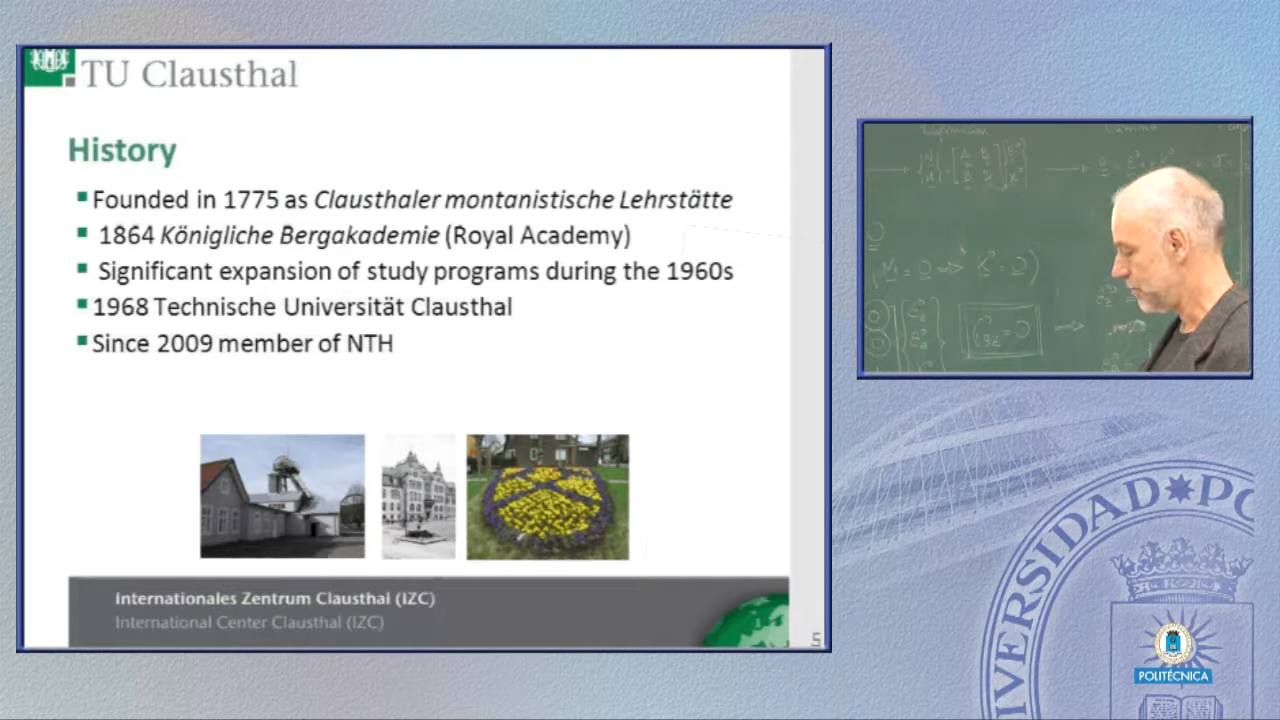 TU Clausthal
History
Founded in 1775 as Clausthaler montanistische Lehrstätte
1864 Königliche Bergakademie (Royal Academy)
Significant expansion of study programs during the 1960s
1968 Technische Universität Clausthal
Since 2009 member of NTH
Internationales Zentrum Clausthal (IZC)
International Center Clausthal (IZC)
5
POLITÉCNICA